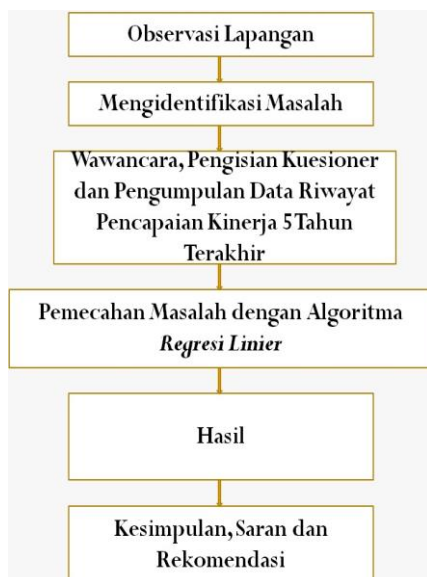 Observasi Lapangan
Mengidentifikasi Masalah
Wawancara, Pengisian Kuesioner
dan Pengumpulan Data Riwayat
Pencapaian Kinerja 5 Tahun
Terakhir
Pemecahan Masalah dengan Algoritma
Regresi Linier
Hasil
Kesimpulan, Saran dan
Rekomendasi